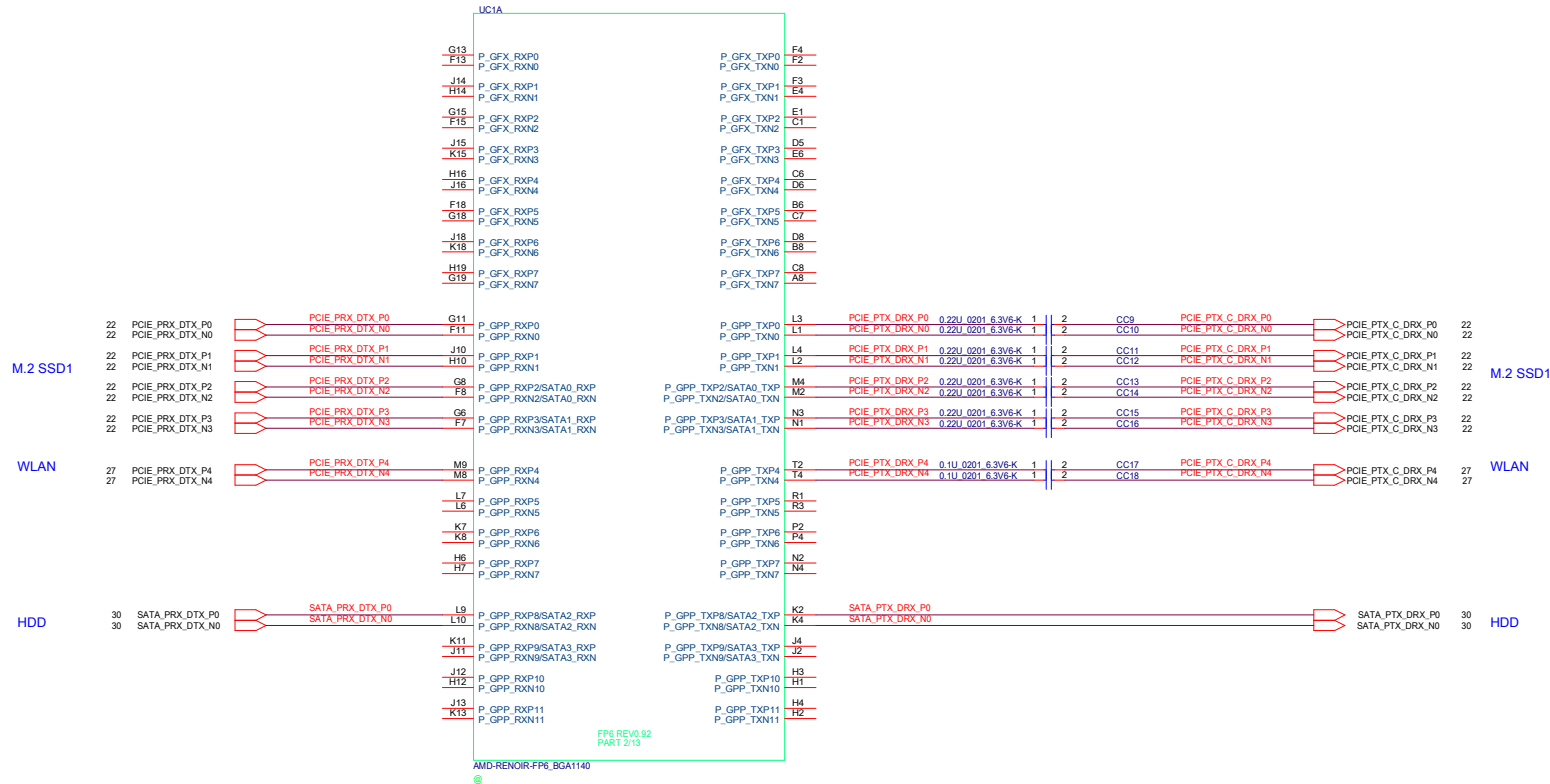 UC1A
G13 P_GFX_RXP0 P_GFX_TXP0 F4
F13 P_GFX_RXN0 P_GFX_TXN0 F2
J14 P_GFX_RXP1 P_GFX_TXP1 F3
H14 P_GFX_RXN1 P_GFX_TXN1 E4
G15 P_GFX_RXP2 P_GFX_TXP2 E1
F15 P_GFX_RXN2 P_GFX_TXN2 C1
J15 P_GFX_RXP3 P_GFX_TXP3 D5
K15 P_GFX_RXN3 P_GFX_TXN3 E6
H16 P_GFX_RXP4 P_GFX_TXP4 C6
J16 P_GFX_RXN4 P_GFX_TXN4 D6
F18 P_GFX_RXP5 P_GFX_TXP5 B6
G18 P_GFX_RXN5 P_GFX_TXN5 C7
J18 P_GFX_RXP6 P_GFX_TXP6 D8
K18 P_GFX_RXN6 P_GFX_TXN6 B8
H19 P_GFX_RXP7 P_GFX_TXP7 C8
G19 P_GFX_RXN7 P_GFX_TXN7 A8
22 PCIE_PRX_DTX_P0 PCIE_PRX_DTX_P0 G11 P_GPP_RXP0 P_GPP_TXP0 L3 PCIE_PTX_DRX_P0 0.22U_0201_6.3V6-K 1 2 CC9 PCIE_PTX_C_DRX_P0 PCIE_PTX_C_DRX_P0 22
22 PCIE_PRX_DTX_N0 PCIE_PRX_DTX_N0 F11 P_GPP_RXN0 P_GPP_TXN0 L1 PCIE_PTX_DRX_N0 0.22U_0201_6.3V6-K 1 2 CC10 PCIE_PTX_C_DRX_N0 PCIE_PTX_C_DRX_N0 22
22 PCIE_PRX_DTX_P1 PCIE_PRX_DTX_P1 J10 P_GPP_RXP1 P_GPP_TXP1 L4 PCIE_PTX_DRX_P1 0.22U_0201_6.3V6-K 1 2 CC11 PCIE_PTX_C_DRX_P1 PCIE_PTX_C_DRX_P1 22
22 PCIE_PRX_DTX_N1 PCIE_PRX_DTX_N1 H10 P_GPP_RXN1 P_GPP_TXN1 L2 PCIE_PTX_DRX_N1 0.22U_0201_6.3V6-K 1 2 CC12 PCIE_PTX_C_DRX_N1 PCIE_PTX_C_DRX_N1 22
M.2 SSD1 M.2 SSD1
22 PCIE_PRX_DTX_P2 PCIE_PRX_DTX_P2 G8 P_GPP_RXP2/SATA0_RXP P_GPP_TXP2/SATA0_TXP M4 PCIE_PTX_DRX_P2 0.22U_0201_6.3V6-K 1 2 CC13 PCIE_PTX_C_DRX_P2 PCIE_PTX_C_DRX_P2 22
22 PCIE_PRX_DTX_N2 PCIE_PRX_DTX_N2 F8 P_GPP_RXN2/SATA0_RXN P_GPP_TXN2/SATA0_TXN M2 PCIE_PTX_DRX_N2 0.22U_0201_6.3V6-K 1 2 CC14 PCIE_PTX_C_DRX_N2 PCIE_PTX_C_DRX_N2 22
22 PCIE_PRX_DTX_P3 PCIE_PRX_DTX_P3 G6 P_GPP_RXP3/SATA1_RXP P_GPP_TXP3/SATA1_TXP N3 PCIE_PTX_DRX_P3 0.22U_0201_6.3V6-K 1 2 CC15 PCIE_PTX_C_DRX_P3 PCIE_PTX_C_DRX_P3 22
22 PCIE_PRX_DTX_N3 PCIE_PRX_DTX_N3 F7 P_GPP_RXN3/SATA1_RXN P_GPP_TXN3/SATA1_TXN N1 PCIE_PTX_DRX_N3 0.22U_0201_6.3V6-K 1 2 CC16 PCIE_PTX_C_DRX_N3 PCIE_PTX_C_DRX_N3 22
WLAN WLAN
27 PCIE_PRX_DTX_P4 PCIE_PRX_DTX_P4 M9 P_GPP_RXP4 P_GPP_TXP4 T2 PCIE_PTX_DRX_P4 0.1U_0201_6.3V6-K 1 2 CC17 PCIE_PTX_C_DRX_P4 PCIE_PTX_C_DRX_P4 27
27 PCIE_PRX_DTX_N4 PCIE_PRX_DTX_N4 M8 P_GPP_RXN4 P_GPP_TXN4 T4 PCIE_PTX_DRX_N4 0.1U_0201_6.3V6-K 1 2 CC18 PCIE_PTX_C_DRX_N4 PCIE_PTX_C_DRX_N4 27
L7 P_GPP_RXP5 P_GPP_TXP5 R1
L6 P_GPP_RXN5 P_GPP_TXN5 R3
K7 P_GPP_RXP6 P_GPP_TXP6 P2
K8 P_GPP_RXN6 P_GPP_TXN6 P4
H6 P_GPP_RXP7 P_GPP_TXP7 N2
H7 P_GPP_RXN7 P_GPP_TXN7 N4
30 SATA_PRX_DTX_P0 SATA_PRX_DTX_P0 L9 P_GPP_RXP8/SATA2_RXP P_GPP_TXP8/SATA2_TXP K2 SATA_PTX_DRX_P0 SATA_PTX_DRX_P0 30
HDD HDD
30 SATA_PRX_DTX_N0 SATA_PRX_DTX_N0 L10 P_GPP_RXN8/SATA2_RXN P_GPP_TXN8/SATA2_TXN K4 SATA_PTX_DRX_N0 SATA_PTX_DRX_N0 30
K11 P_GPP_RXP9/SATA3_RXP P_GPP_TXP9/SATA3_TXP J4
J11 P_GPP_RXN9/SATA3_RXN P_GPP_TXN9/SATA3_TXN J2
J12 P_GPP_RXP10 P_GPP_TXP10 H3
H12 P_GPP_RXN10 P_GPP_TXN10 H1
J13 P_GPP_RXP11 P_GPP_TXP11 H4
K13 P_GPP_RXN11 P_GPP_TXN11 H2
FP6 REV0.92
PART 2/13
AMD-RENOIR-FP6_BGA1140
@